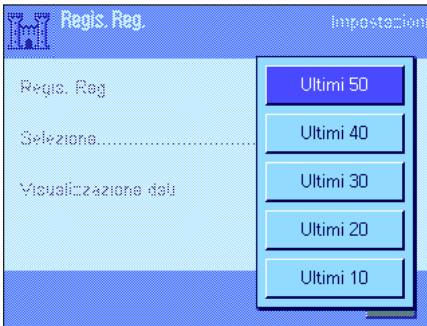 Regis. Reg.
Impostazioni
Regis. Reg
Selezione.......................
Visualizzazione dati
Ultimi 50
Ultimi 40
Ultimi 30
Ultimi 20
Ultimi 10